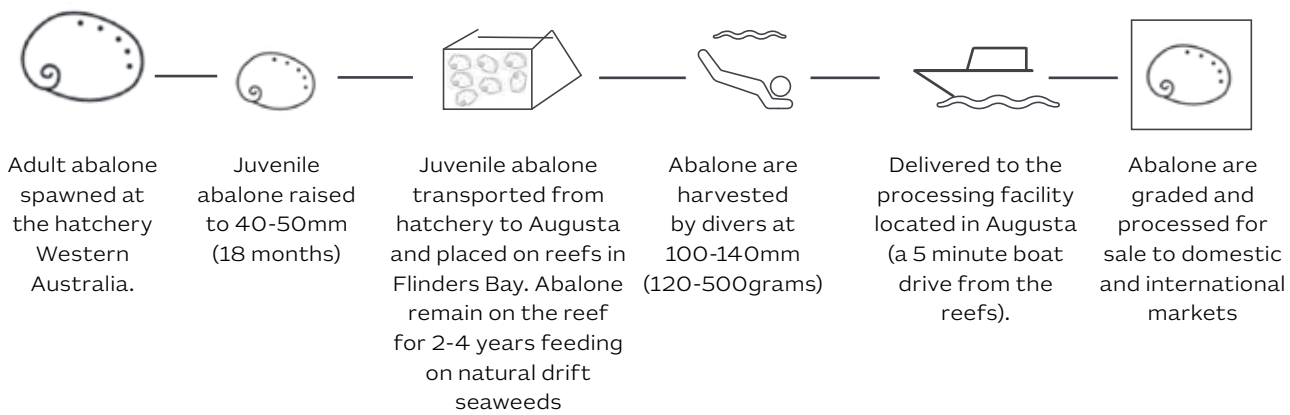 Adult abalone
spawned at
the hatchery
Western
Australia.
Juvenile
abalone raised
to 40-50mm
(18 months)
Juvenile abalone
transported from
hatchery to Augusta
and placed on reefs in
Flinders Bay. Abalone
remain on the reef
for 2-4 years feeding
on natural drift
seaweeds
Abalone are
harvested
by divers at
100-140mm
(120-500grams)
Delivered to the
processing facility
located in Augusta
(a 5 minute boat
drive from the
reefs).
Abalone are
graded and
processed for
sale to domestic
and international
markets